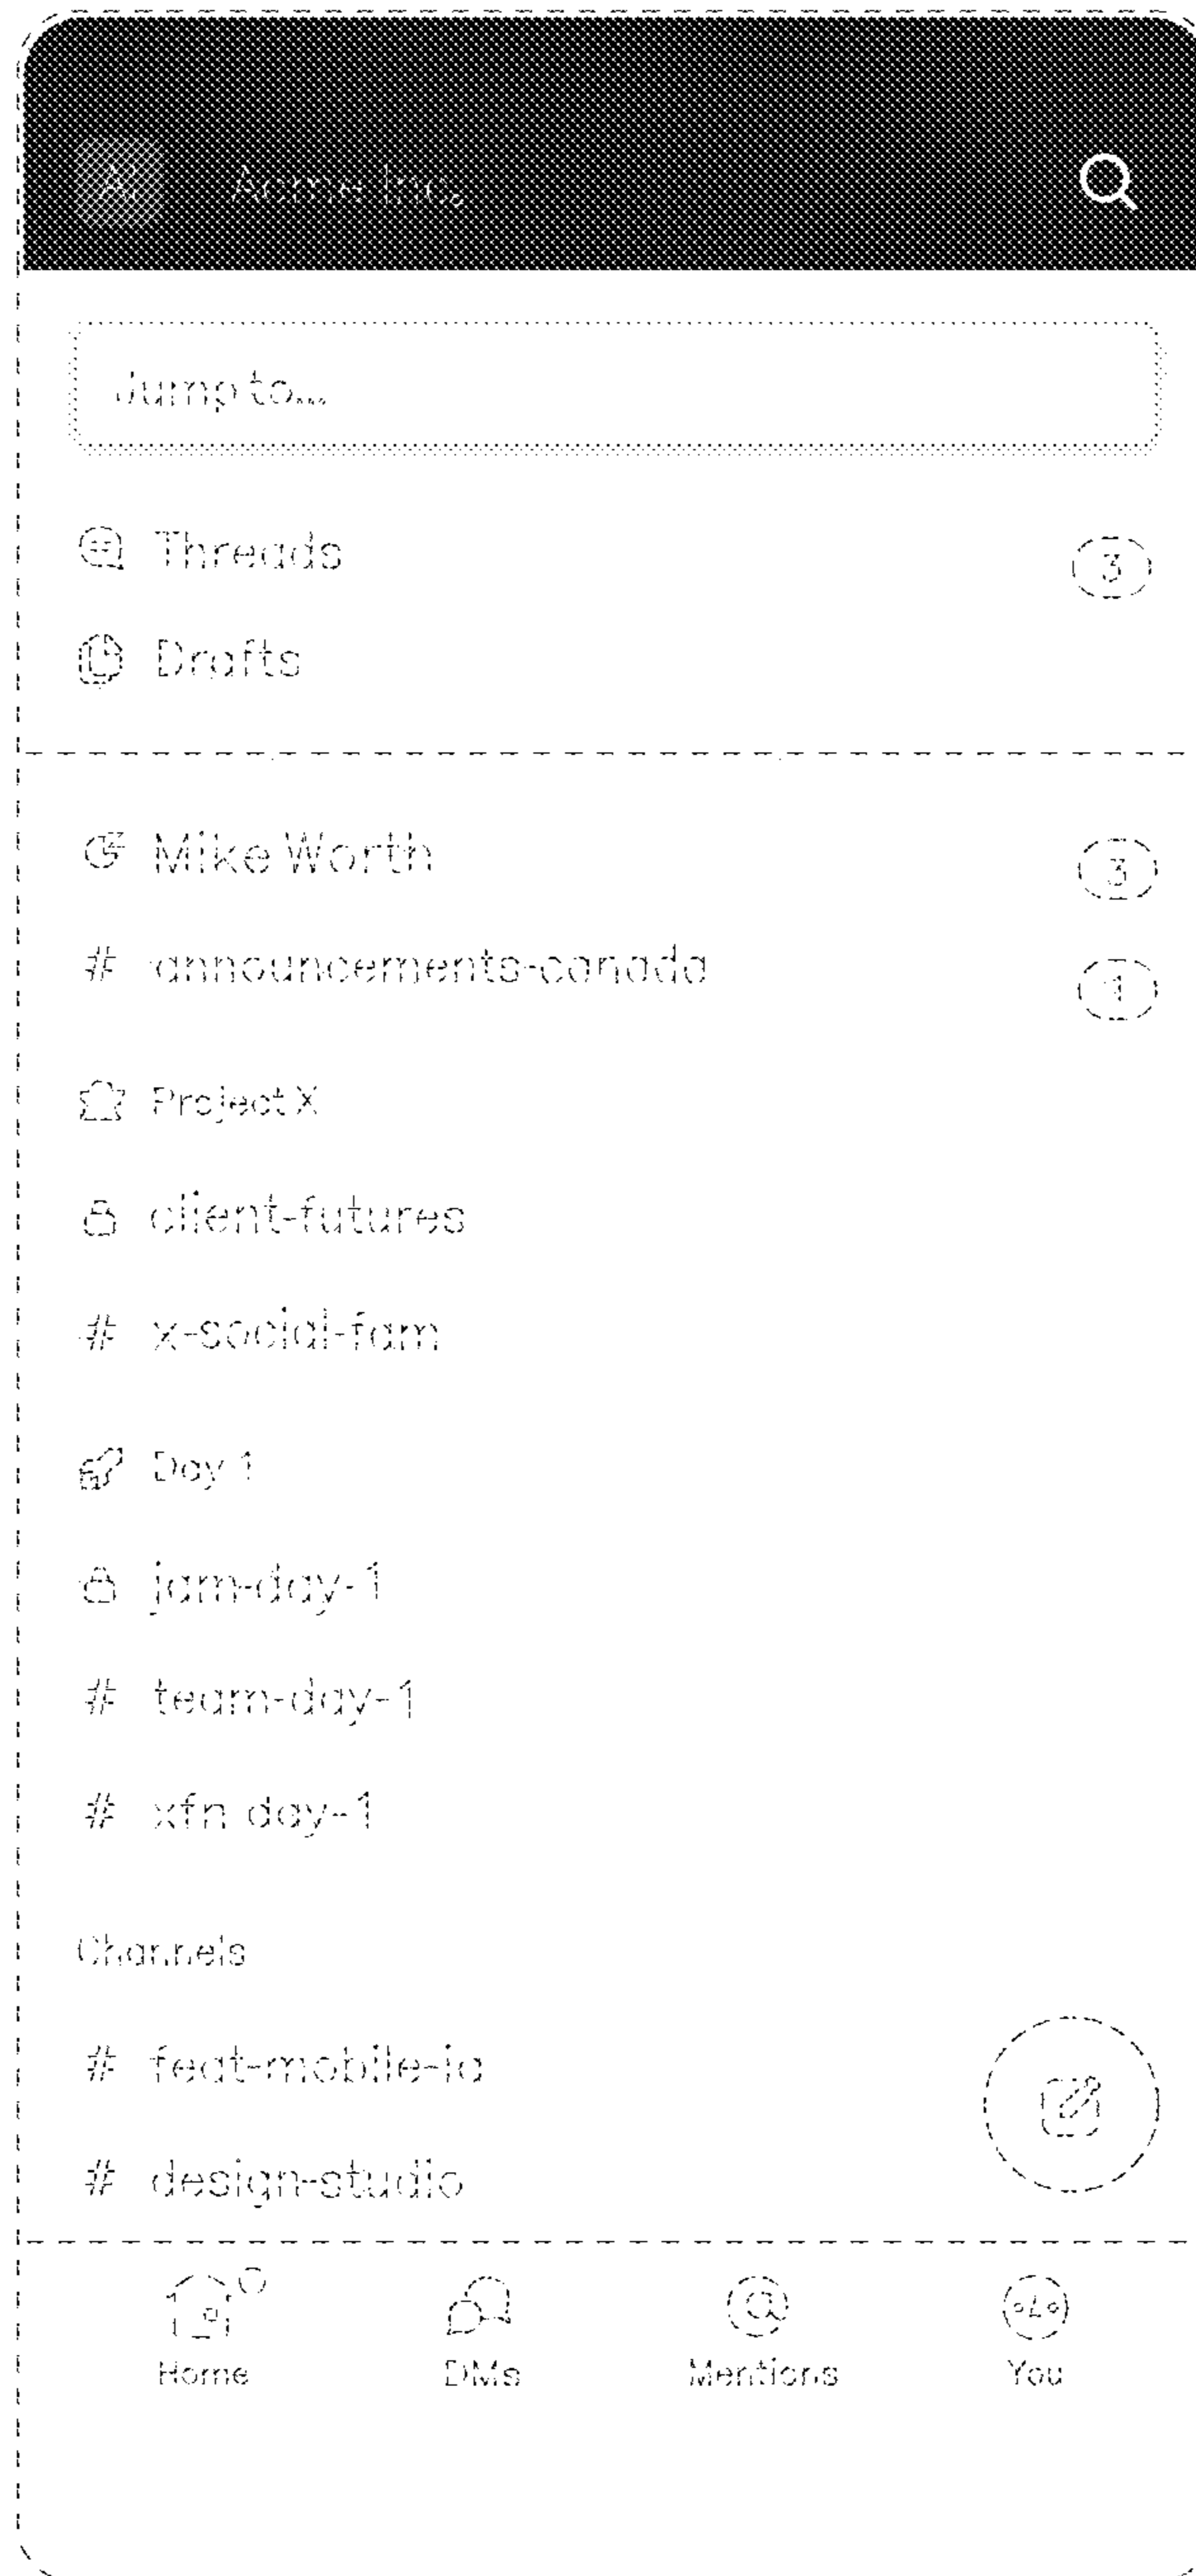 Acme Inc.
Jump to...
Threads 3
Drafts
Mike Worth 3
# announcements-canada 1
Project X
client-futures
# x-social-fam
Day 1
jam-day-1
# team-day-1
# xfn-day-1
Channels
# feat-mobile-ia
# design-studio
Home DMs Mentions You